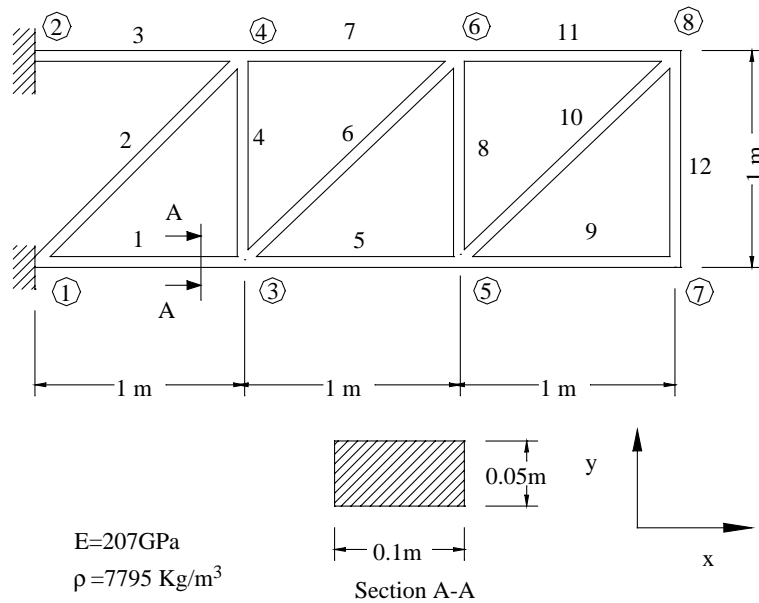 ② 3 ④ 7 ⑥ 11 ⑧
2 4 6 8 10 12 1 m
A
1 5 9
A
① ③ ⑤ ⑦
1 m 1 m 1 m
0.05m
0.1m
Section A-A
y
x
E=207GPa
ρ =7795 Kg/m³